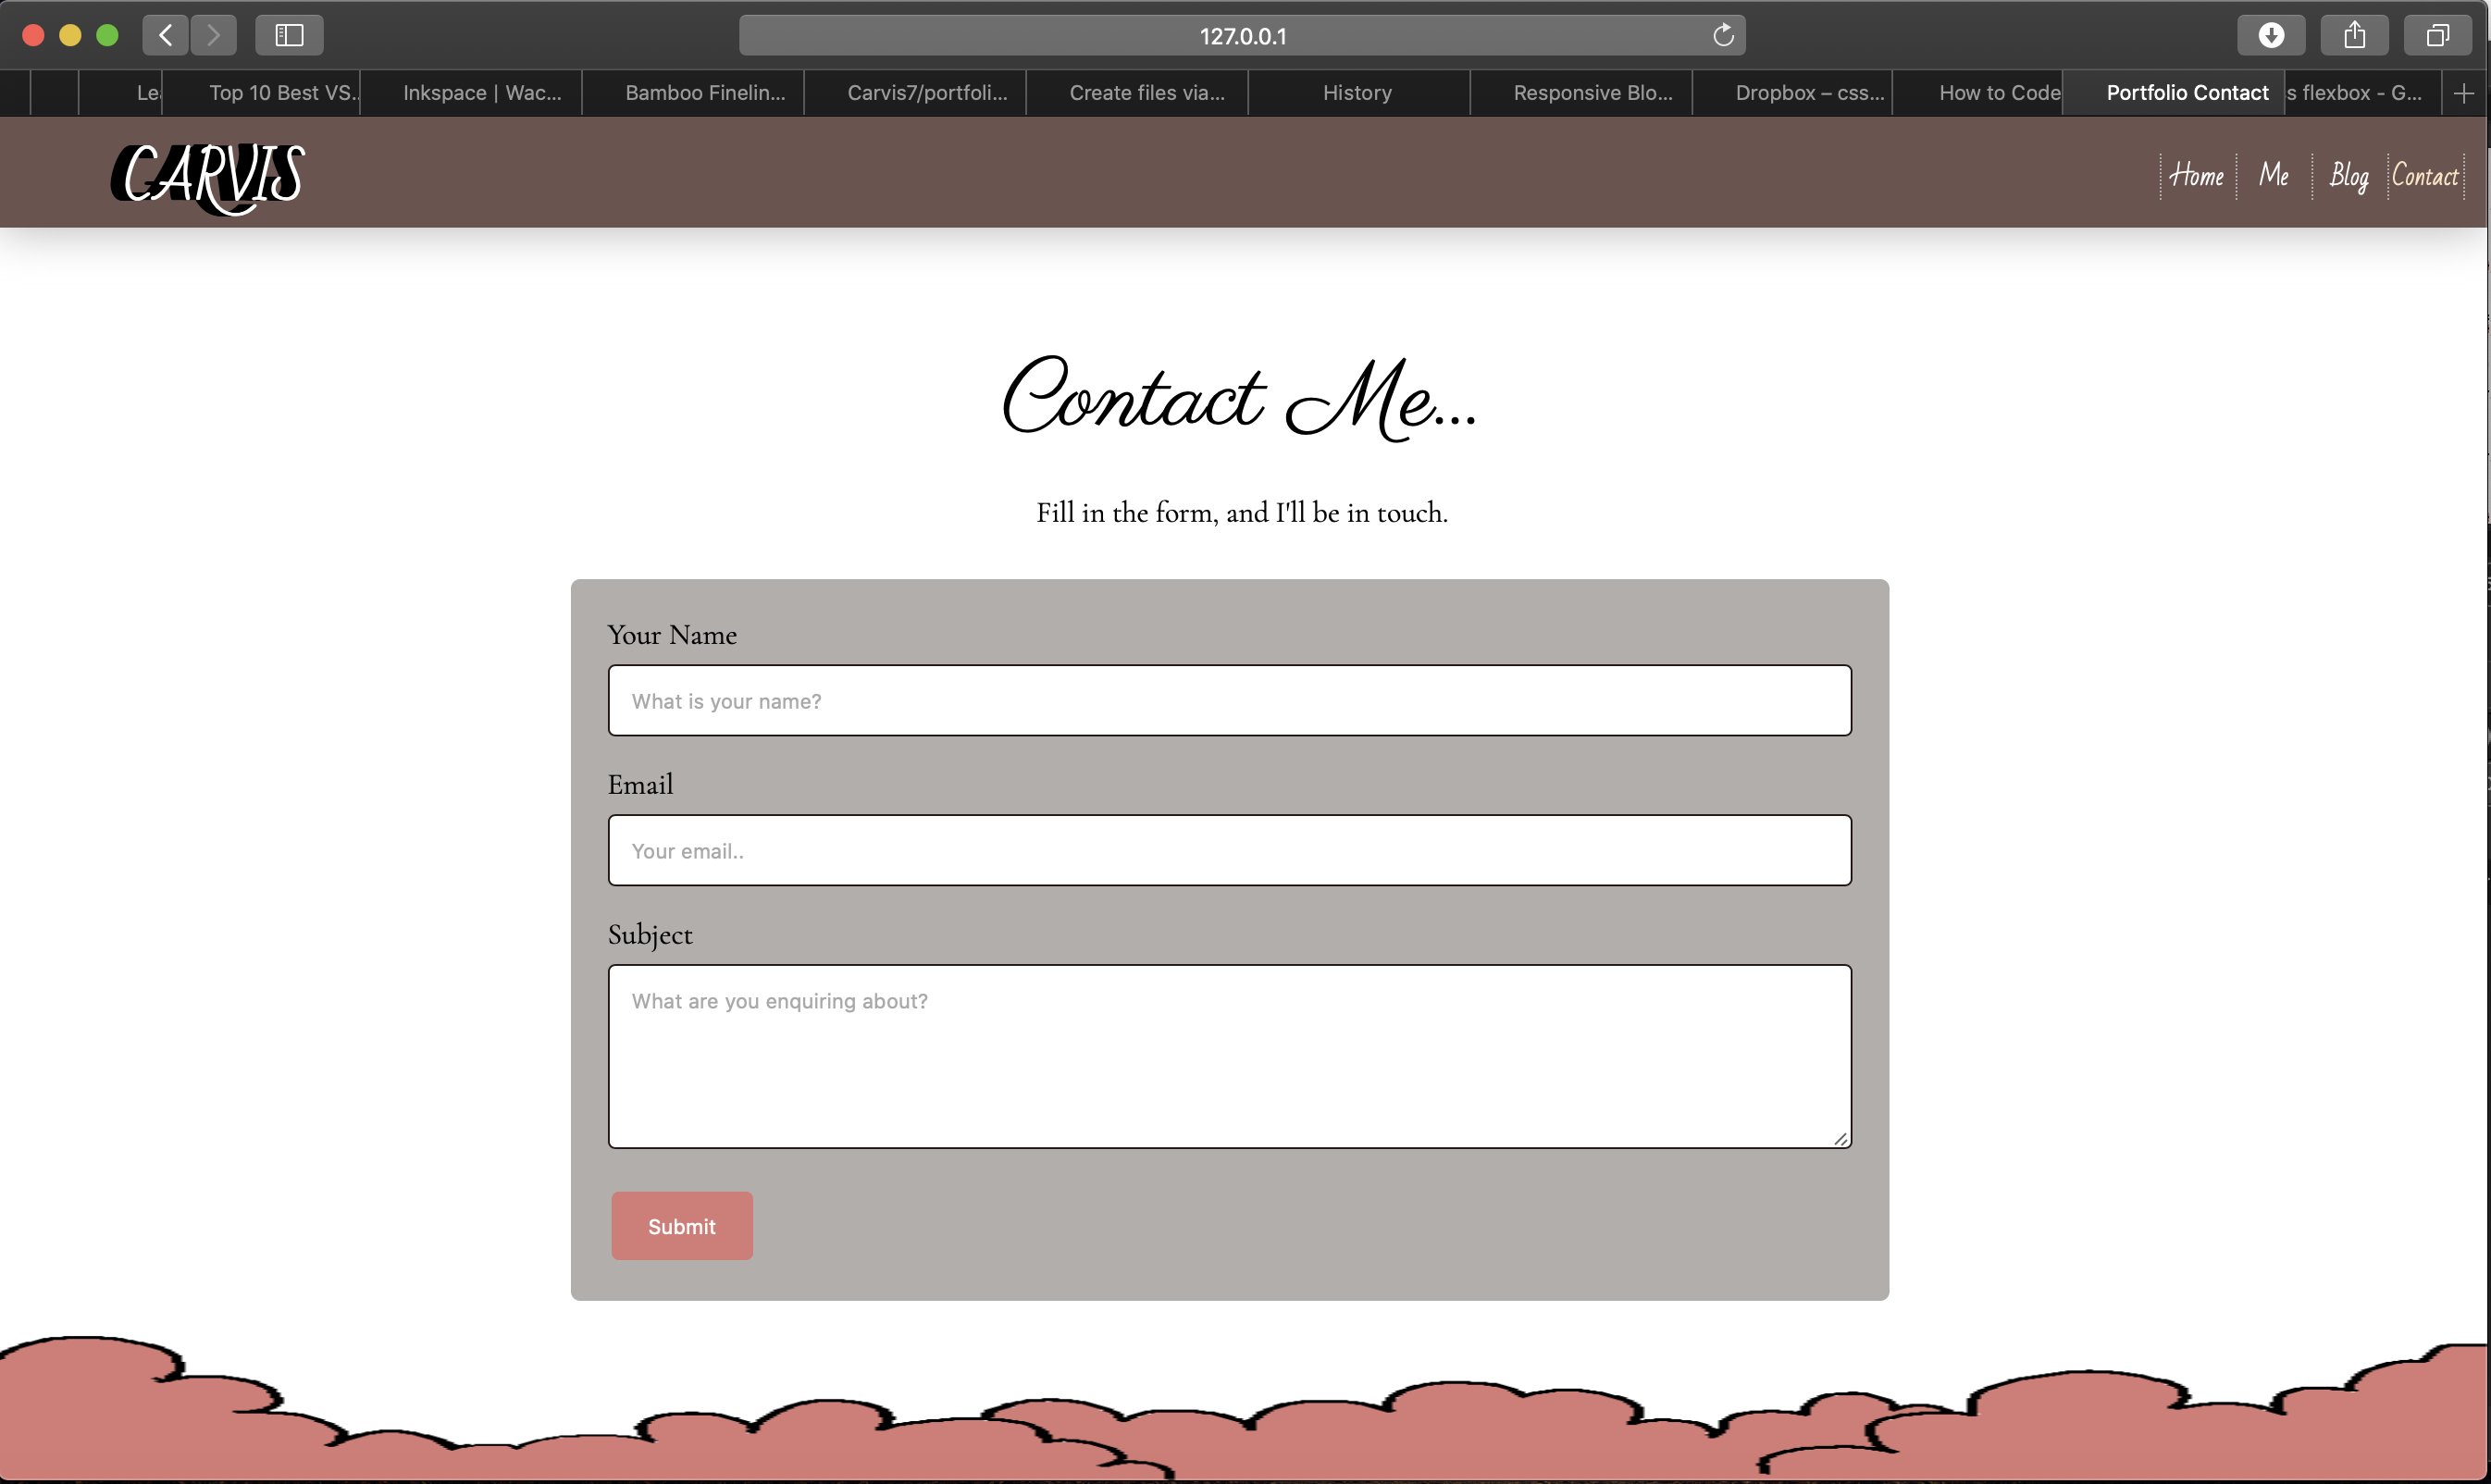 127.0.0.1
Top 10 Best VS... Inkspace | Wac... Bamboo Finelin... Carvis7/portfoli... Create files via... History Responsive Blo... Dropbox – css... How to Code Portfolio Contact s flexbox - G...
CARVIS
Home Me Blog Contact
Contact Me...
Fill in the form, and I'll be in touch.
Your Name
What is your name?
Email
Your email..
Subject
What are you enquiring about?
Submit